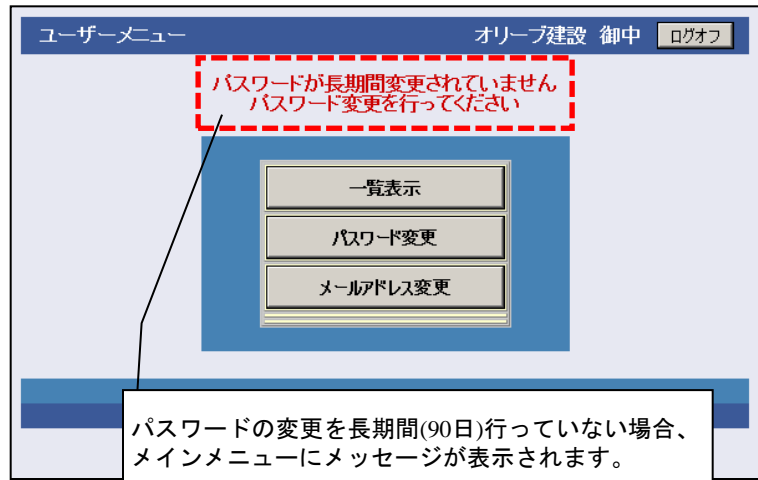 ユーザーメニュー オリーブ建設 御中 ログオフ
パスワードが長期間変更されていません
パスワード変更を行ってください
一覧表示
パスワード変更
メールアドレス変更
パスワードの変更を長期間(90日)行っていない場合、
メインメニューにメッセージが表示されます。